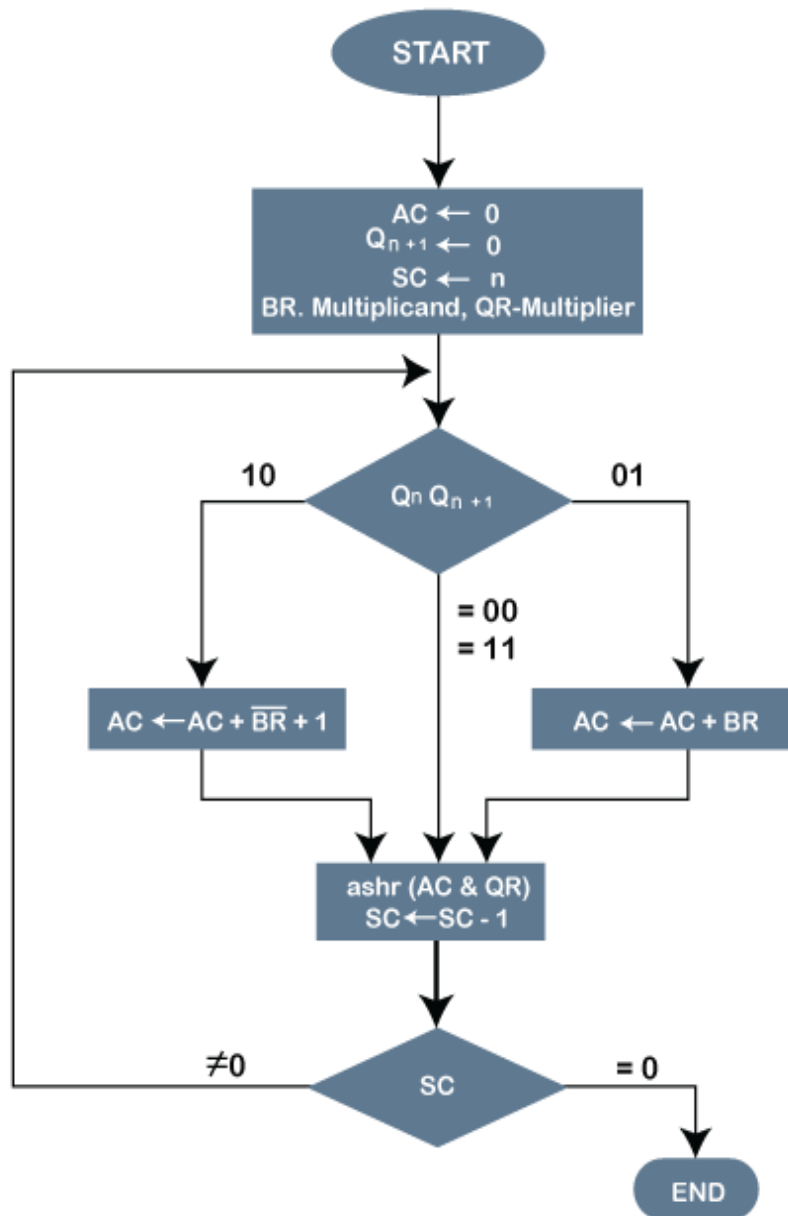 START
AC ← 0
Qn+1 ← 0
SC ← n
BR. Multiplicand, QR-Multiplier
10
Qn Qn+1
01
= 00
= 11
AC ← AC + B̅R̅ + 1
AC ← AC + BR
ashr (AC & QR)
SC ← SC - 1
≠0
SC
= 0
END